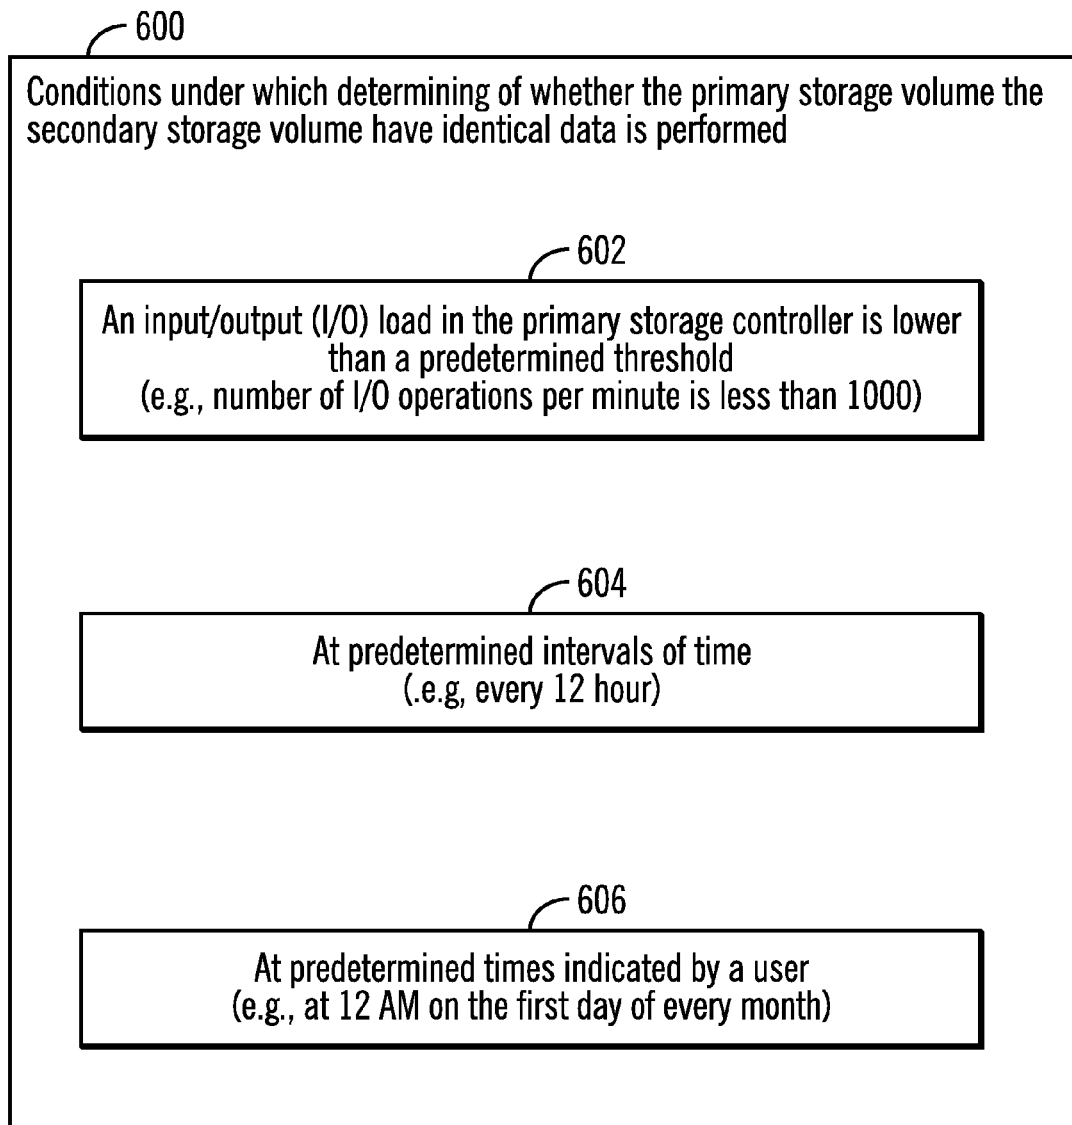 600
Conditions under which determining of whether the primary storage volume the
secondary storage volume have identical data is performed
602
An input/output (I/O) load in the primary storage controller is lower
than a predetermined threshold
(e.g., number of I/O operations per minute is less than 1000)
604
At predetermined intervals of time
(.e.g, every 12 hour)
606
At predetermined times indicated by a user
(e.g., at 12 AM on the first day of every month)